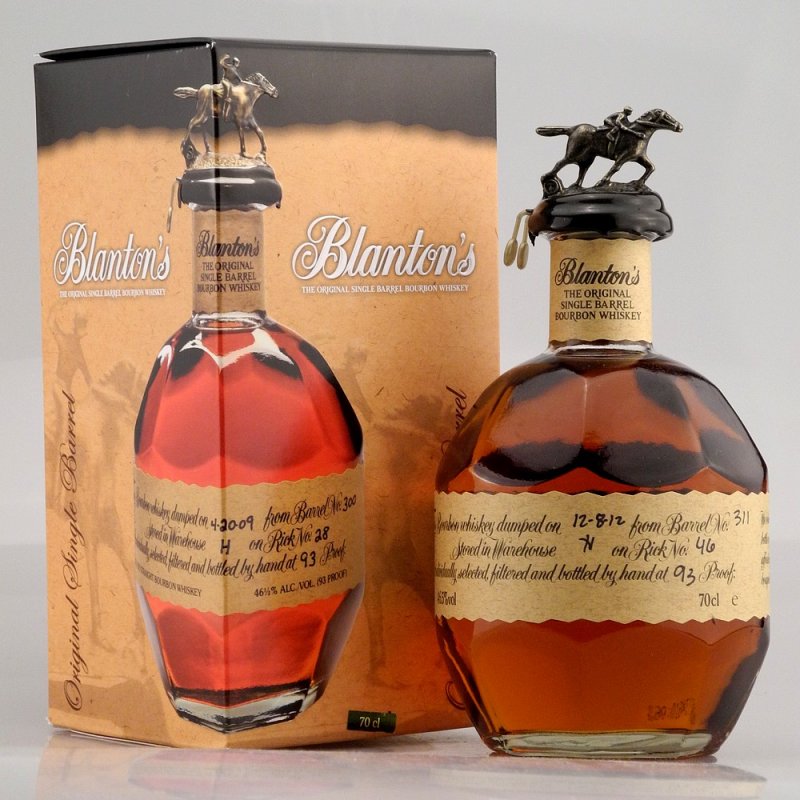 Blanton's
THE ORIGINAL SINGLE BARREL BOURBON WHISKEY
Original Single Barrel
Blanton's
THE ORIGINAL
SINGLE BARREL
BOURBON WHISKEY
Bourbon whiskey dumped on 4-20-09 from Barrel No. 300
Stored in Warehouse H on Rick No. 28
selected, filtered and bottled by hand at 93 Proof.
STRAIGHT BOURBON WHISKEY
46½% ALC. VOL. (93 PROOF)
Blanton's
THE ORIGINAL SINGLE BARREL BOURBON WHISKEY
70 cl
Blanton's
THE ORIGINAL
SINGLE BARREL
BOURBON WHISKEY
Bourbon whiskey dumped on 12-8-12 from Barrel No. 311
Stored in Warehouse H on Rick No. 46
selected, filtered and bottled by hand at 93 Proof.
70cl e